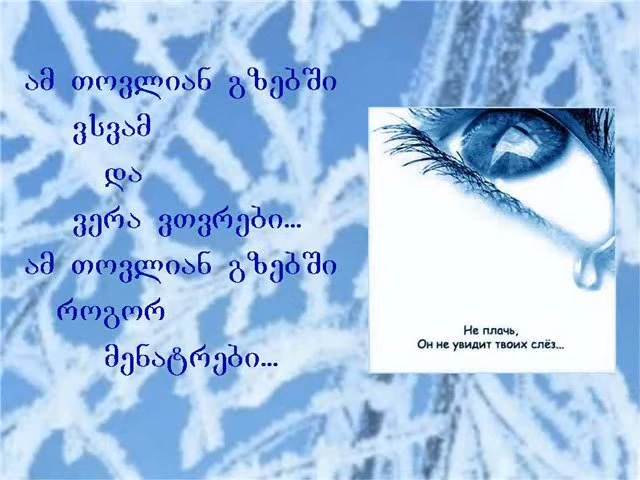 ამ თოვლიან გზებში
ვსვამ
და
ვერა ვთვრები...
ამ თოვლიან გზებში
როგორ
მენატრები...
Не плачь,
Он не увидит твоих слёз...